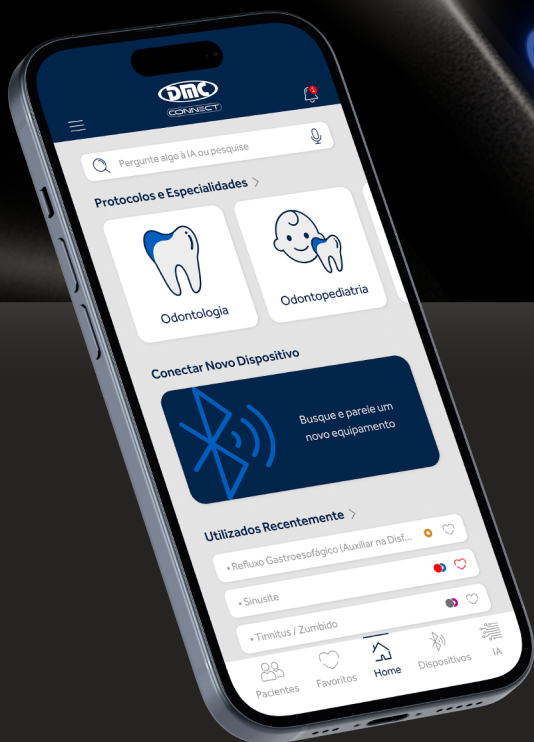 DMC
CONNECT
1
Pergunte algo à IA ou pesquise
Protocolos e Especialidades >
Odontologia
Odontopediatria
Conectar Novo Dispositivo
Busque e pareie um
novo equipamento
Utilizados Recentemente >
• Refluxo Gastroesofágico (Auxiliar na Disf...
• Sinusite
• Tinnitus / Zumbido
Pacientes
Favoritos
Home
Dispositivos
IA